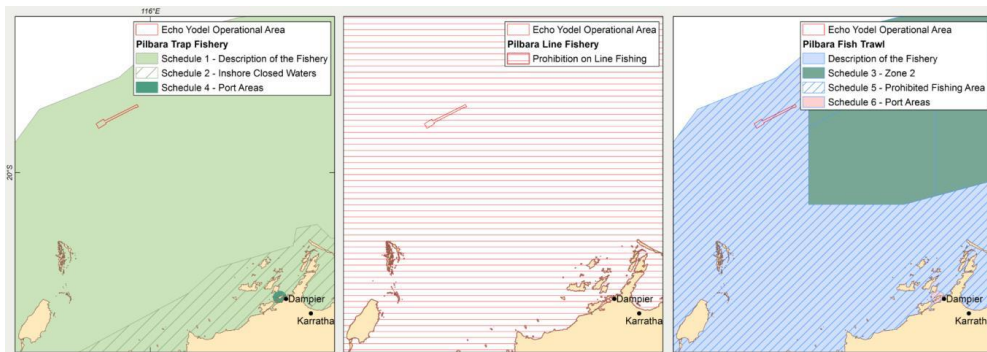 116°E
20°S
Echo Yodel Operational Area
Pilbara Trap Fishery
Schedule 1 - Description of the Fishery
Schedule 2 - Inshore Closed Waters
Schedule 4 - Port Areas
Dampier
Karratha
Echo Yodel Operational Area
Pilbara Line Fishery
Prohibition on Line Fishing
Dampier
Karratha
Echo Yodel Operational Area
Pilbara Fish Trawl
Description of the Fishery
Schedule 3 - Zone 2
Schedule 5 - Prohibited Fishing Area
Schedule 6 - Port Areas
Dampier
Karratha